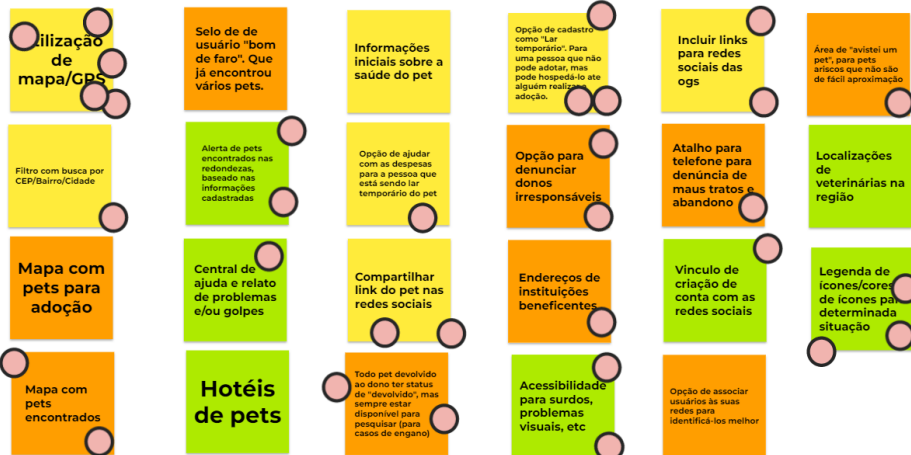 Utilização
de
mapa/GPS
Selo de de
usuário "bom
de faro". Que
já encontrou
vários pets.
Informações
iniciais sobre a
saúde do pet
Opção de cadastro
como "Lar
temporário". Para
uma pessoa que não
pode adotar, mas
pode hospedá-lo ate
alguém realizar a
adoção.
Incluir links
para redes
sociais das
ogs
Área de "avistei um
pet", para pets
ariscos que não são
de fácil aproximação
Filtro com busca por
CEP/Bairro/Cidade
Alerta de pets
encontrados nas
redondezas,
baseado nas
informações
cadastradas
Opção de ajudar
com as despesas
para a pessoa que
está sendo lar
temporário do pet
Opção para
denunciar
donos
irresponsáveis
Atalho para
telefone para
denúncia de
maus tratos e
abandono
Localizações
de
veterinárias na
região
Mapa com
pets para
adoção
Central de
ajuda e relato
de problemas
e/ou golpes
Compartilhar
link do pet nas
redes sociais
Endereços de
instituições
beneficentes
Vinculo de
criação de
conta com as
redes sociais
Legenda de
ícones/cores
de ícones para
determinada
situação
Mapa com
pets
encontrados
Hotéis
de pets
Todo pet devolvido
ao dono ter status
de "devolvido", mas
sempre estar
disponível para
pesquisar (para
casos de engano)
Acessibilidade
para surdos,
problemas
visuais, etc
Opção de associar
usuários às suas
redes para
identificá-los melhor